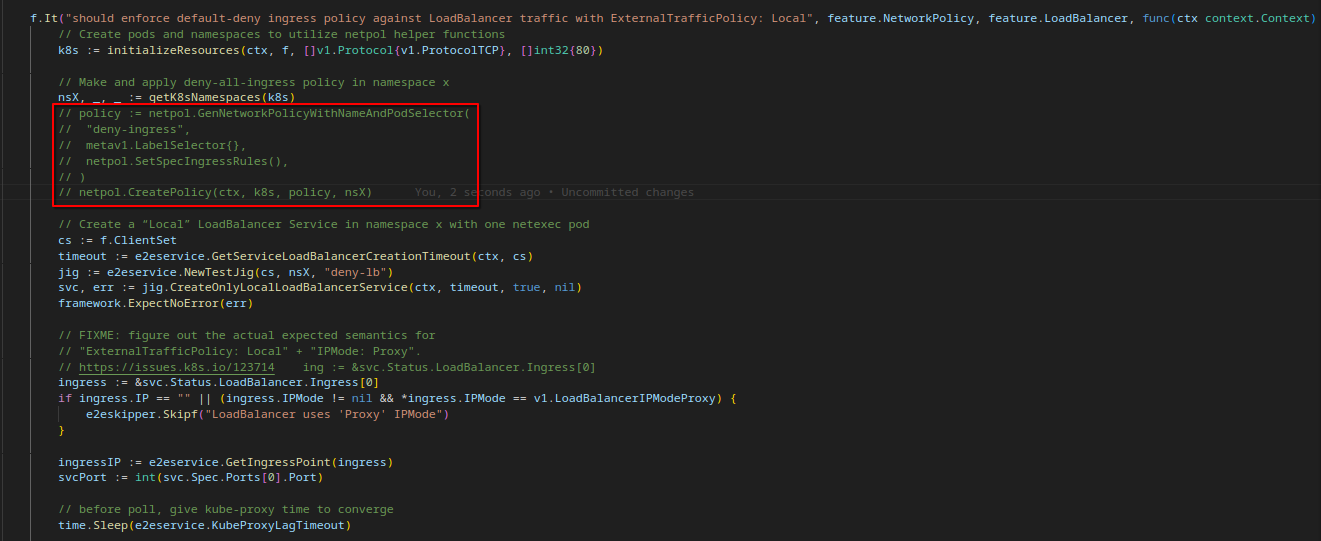 f.It("should enforce default-deny ingress policy against LoadBalancer traffic with ExternalTrafficPolicy: Local", feature.NetworkPolicy, feature.LoadBalancer, func(ctx context.Context)
// Create pods and namespaces to utilize netpol helper functions
k8s := initializeResources(ctx, f, []v1.Protocol{v1.ProtocolTCP}, []int32{80})
// Make and apply deny-all-ingress policy in namespace x
nsX, _, _ := getK8sNamespaces(k8s)
// policy := netpol.GenNetworkPolicyWithNameAndPodSelector(
//  "deny-ingress",
//  metav1.LabelSelector{},
//  netpol.SetSpecIngressRules(),
// )
// netpol.CreatePolicy(ctx, k8s, policy, nsX)      You, 2 seconds ago • Uncommitted changes
// Create a “Local” LoadBalancer Service in namespace x with one netexec pod
cs := f.ClientSet
timeout := e2eservice.GetServiceLoadBalancerCreationTimeout(ctx, cs)
jig := e2eservice.NewTestJig(cs, nsX, "deny-lb")
svc, err := jig.CreateOnlyLocalLoadBalancerService(ctx, timeout, true, nil)
framework.ExpectNoError(err)
// FIXME: figure out the actual expected semantics for
// "ExternalTrafficPolicy: Local" + "IPMode: Proxy".
// https://issues.k8s.io/123714    ing := &svc.Status.LoadBalancer.Ingress[0]
ingress := &svc.Status.LoadBalancer.Ingress[0]
if ingress.IP == "" || (ingress.IPMode != nil && *ingress.IPMode == v1.LoadBalancerIPModeProxy) {
e2eskipper.Skipf("LoadBalancer uses 'Proxy' IPMode")
}
ingressIP := e2eservice.GetIngressPoint(ingress)
svcPort := int(svc.Spec.Ports[0].Port)
// before poll, give kube-proxy time to converge
time.Sleep(e2eservice.KubeProxyLagTimeout)